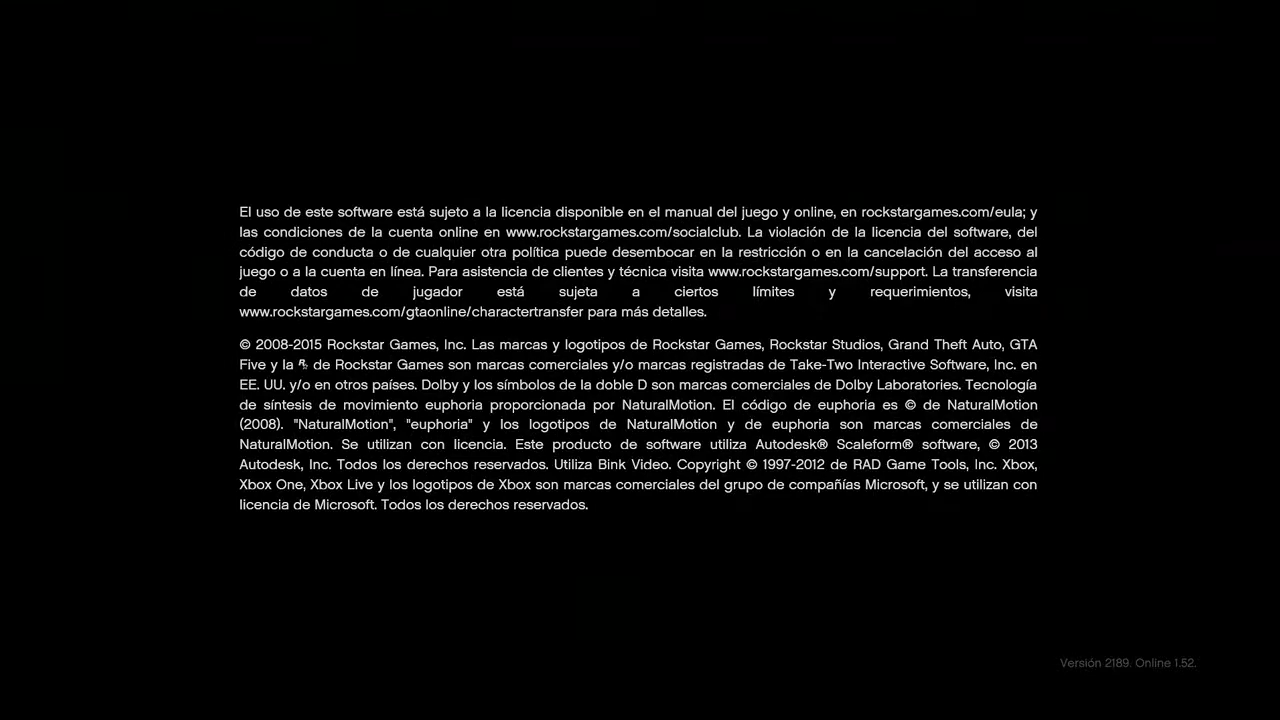 El uso de este software está sujeto a la licencia disponible en el manual del juego y online, en rockstargames.com/eula; y
las condiciones de la cuenta online en www.rockstargames.com/socialclub. La violación de la licencia del software, del
código de conducta o de cualquier otra política puede desembocar en la restricción o en la cancelación del acceso al
juego o a la cuenta en línea. Para asistencia de clientes y técnica visita www.rockstargames.com/support. La transferencia
de datos de jugador está sujeta a ciertos límites y requerimientos, visita
www.rockstargames.com/gtaonline/charactertransfer para más detalles.
© 2008-2015 Rockstar Games, Inc. Las marcas y logotipos de Rockstar Games, Rockstar Studios, Grand Theft Auto, GTA
Five y la R* de Rockstar Games son marcas comerciales y/o marcas registradas de Take-Two Interactive Software, Inc. en
EE. UU. y/o en otros países. Dolby y los símbolos de la doble D son marcas comerciales de Dolby Laboratories. Tecnología
de síntesis de movimiento euphoria proporcionada por NaturalMotion. El código de euphoria es © de NaturalMotion
(2008). "NaturalMotion", "euphoria" y los logotipos de NaturalMotion y de euphoria son marcas comerciales de
NaturalMotion. Se utilizan con licencia. Este producto de software utiliza Autodesk® Scaleform® software, © 2013
Autodesk, Inc. Todos los derechos reservados. Utiliza Bink Video. Copyright © 1997-2012 de RAD Game Tools, Inc. Xbox,
Xbox One, Xbox Live y los logotipos de Xbox son marcas comerciales del grupo de compañías Microsoft, y se utilizan con
licencia de Microsoft. Todos los derechos reservados.
Versión 2189. Online 1.52.